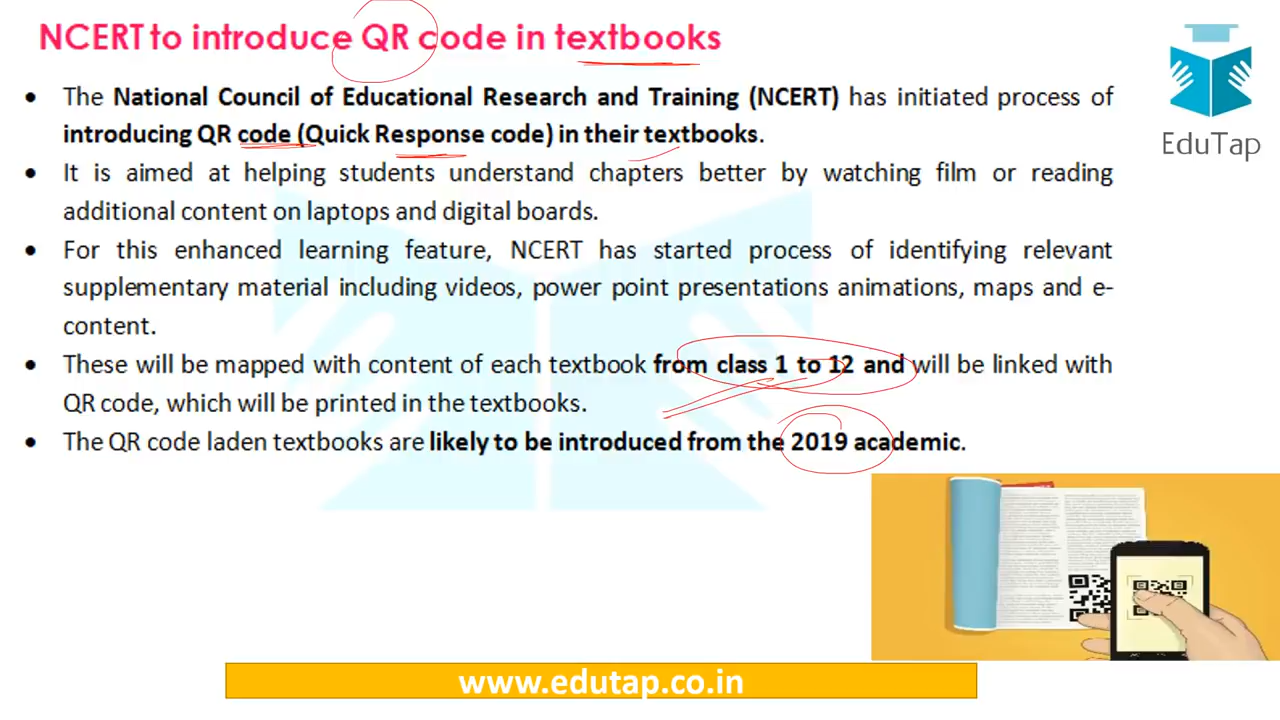 NCERT to introduce QR code in textbooks
EduTap
• The National Council of Educational Research and Training (NCERT) has initiated process of
introducing QR code (Quick Response code) in their textbooks.
• It is aimed at helping students understand chapters better by watching film or reading
additional content on laptops and digital boards.
• For this enhanced learning feature, NCERT has started process of identifying relevant
supplementary material including videos, power point presentations animations, maps and e-
content.
• These will be mapped with content of each textbook from class 1 to 12 and will be linked with
QR code, which will be printed in the textbooks.
• The QR code laden textbooks are likely to be introduced from the 2019 academic.
www.edutap.co.in